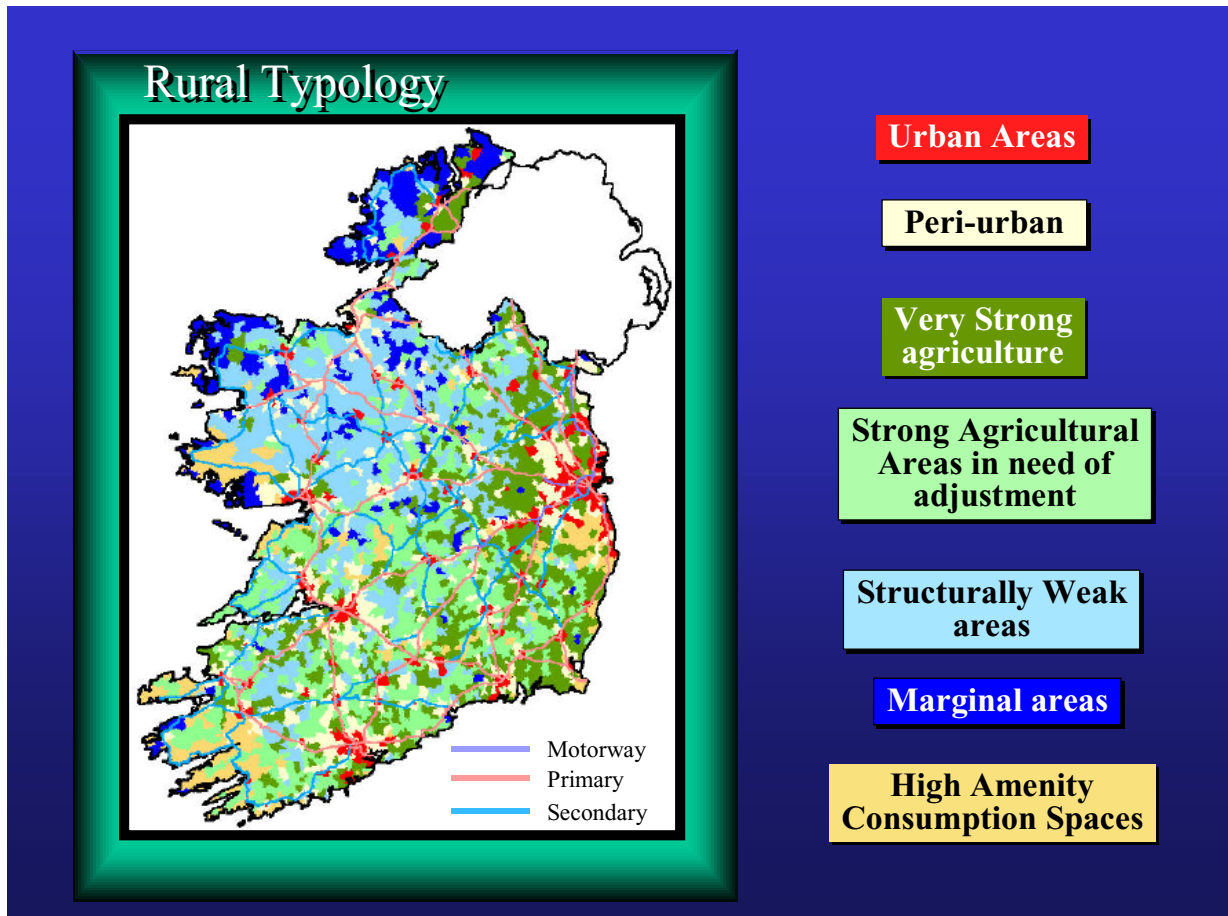 Rural Typology
Motorway
Primary
Secondary
Urban Areas
Peri-urban
Very Strong
agriculture
Strong Agricultural
Areas in need of
adjustment
Structurally Weak
areas
Marginal areas
High Amenity
Consumption Spaces